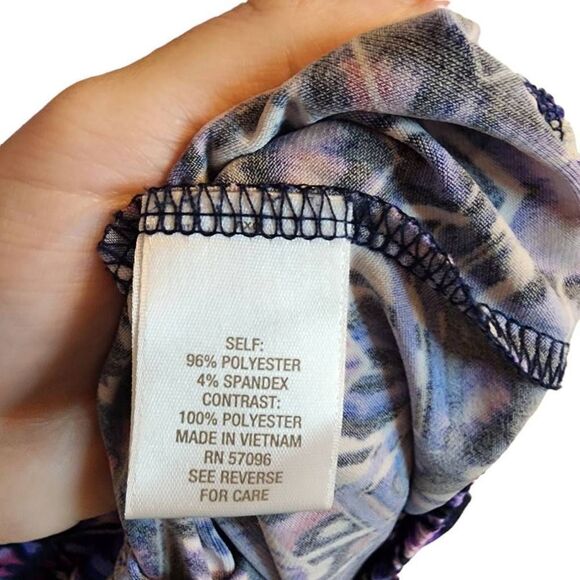 SELF:
96% POLYESTER
4% SPANDEX
CONTRAST:
100% POLYESTER
MADE IN VIETNAM
RN 57096
SEE REVERSE
FOR CARE